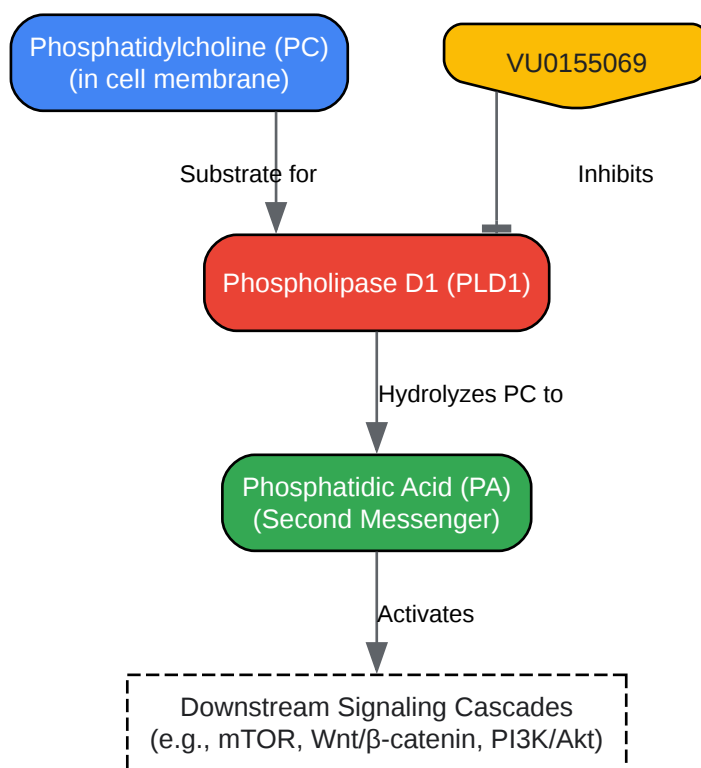 Phosphatidylcholine (PC)
(in cell membrane)
VU0155069
Substrate for
Inhibits
Phospholipase D1 (PLD1)
Hydrolyzes PC to
Phosphatidic Acid (PA)
(Second Messenger)
Activates
Downstream Signaling Cascades
(e.g., mTOR, Wnt/β-catenin, PI3K/Akt)